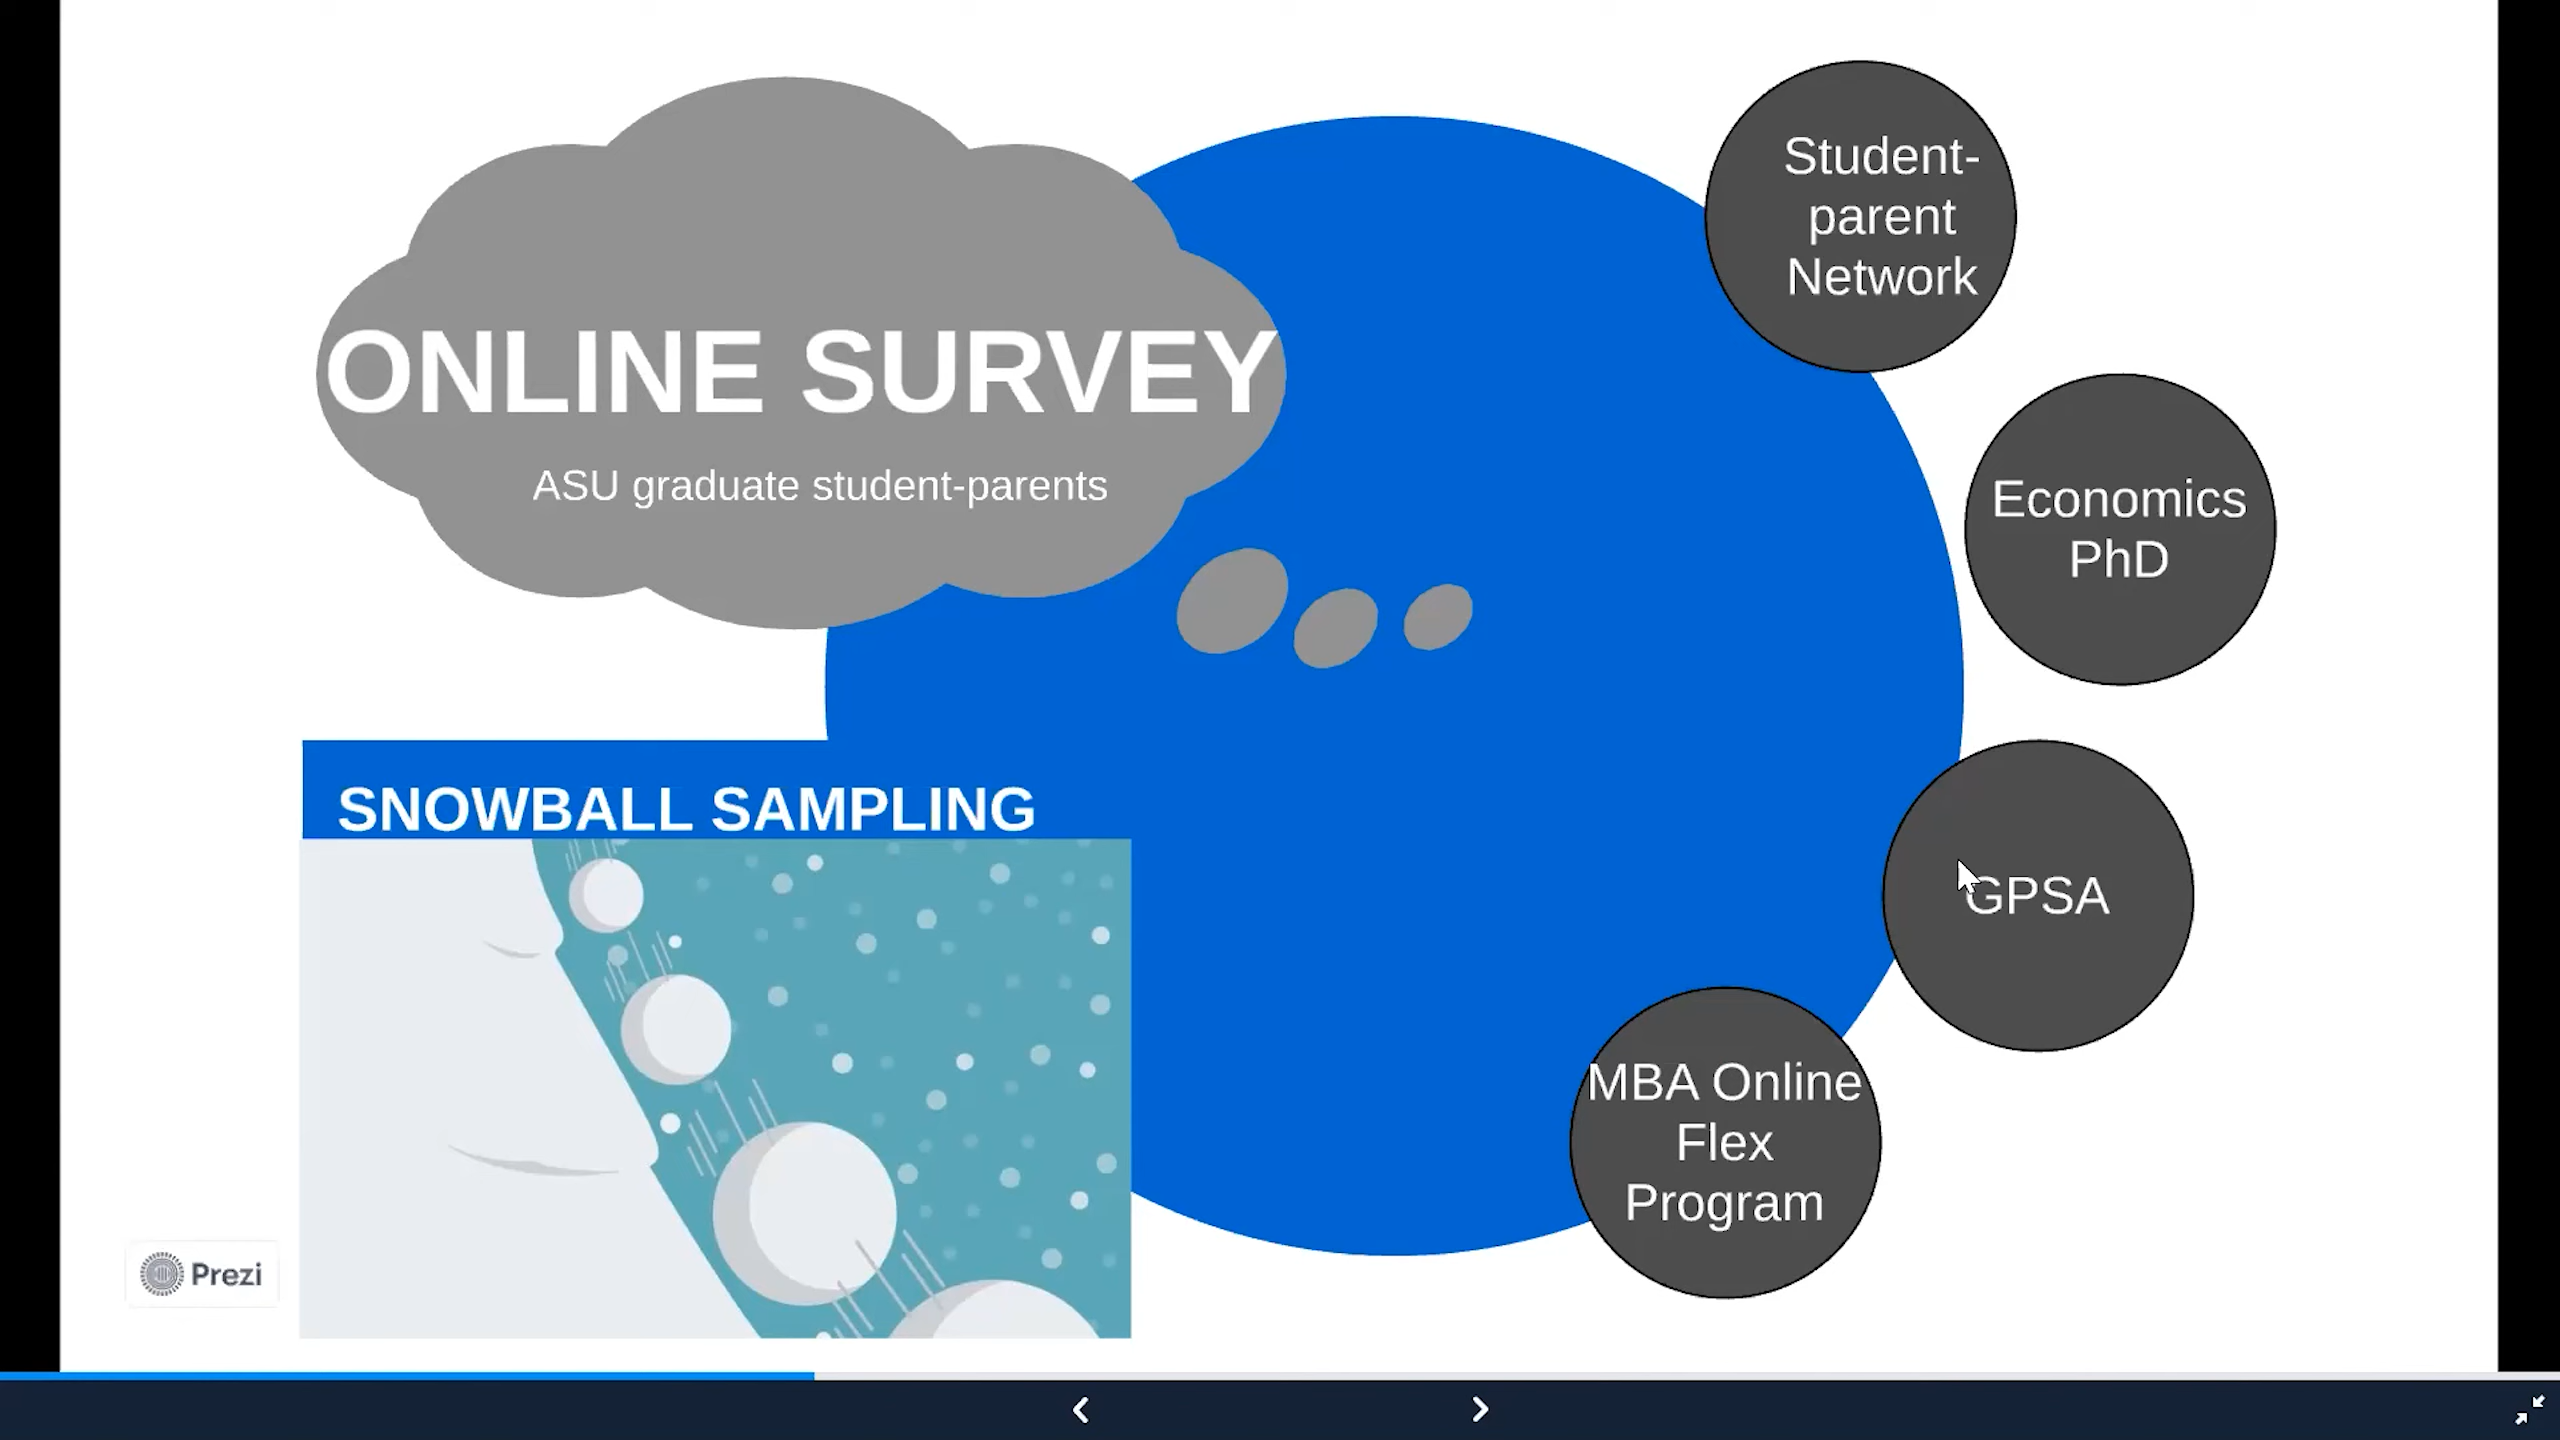 ONLINE SURVEY
ASU graduate student-parents
SNOWBALL SAMPLING
Student-
parent
Network
Economics
PhD
GPSA
MBA Online
Flex
Program
Prezi